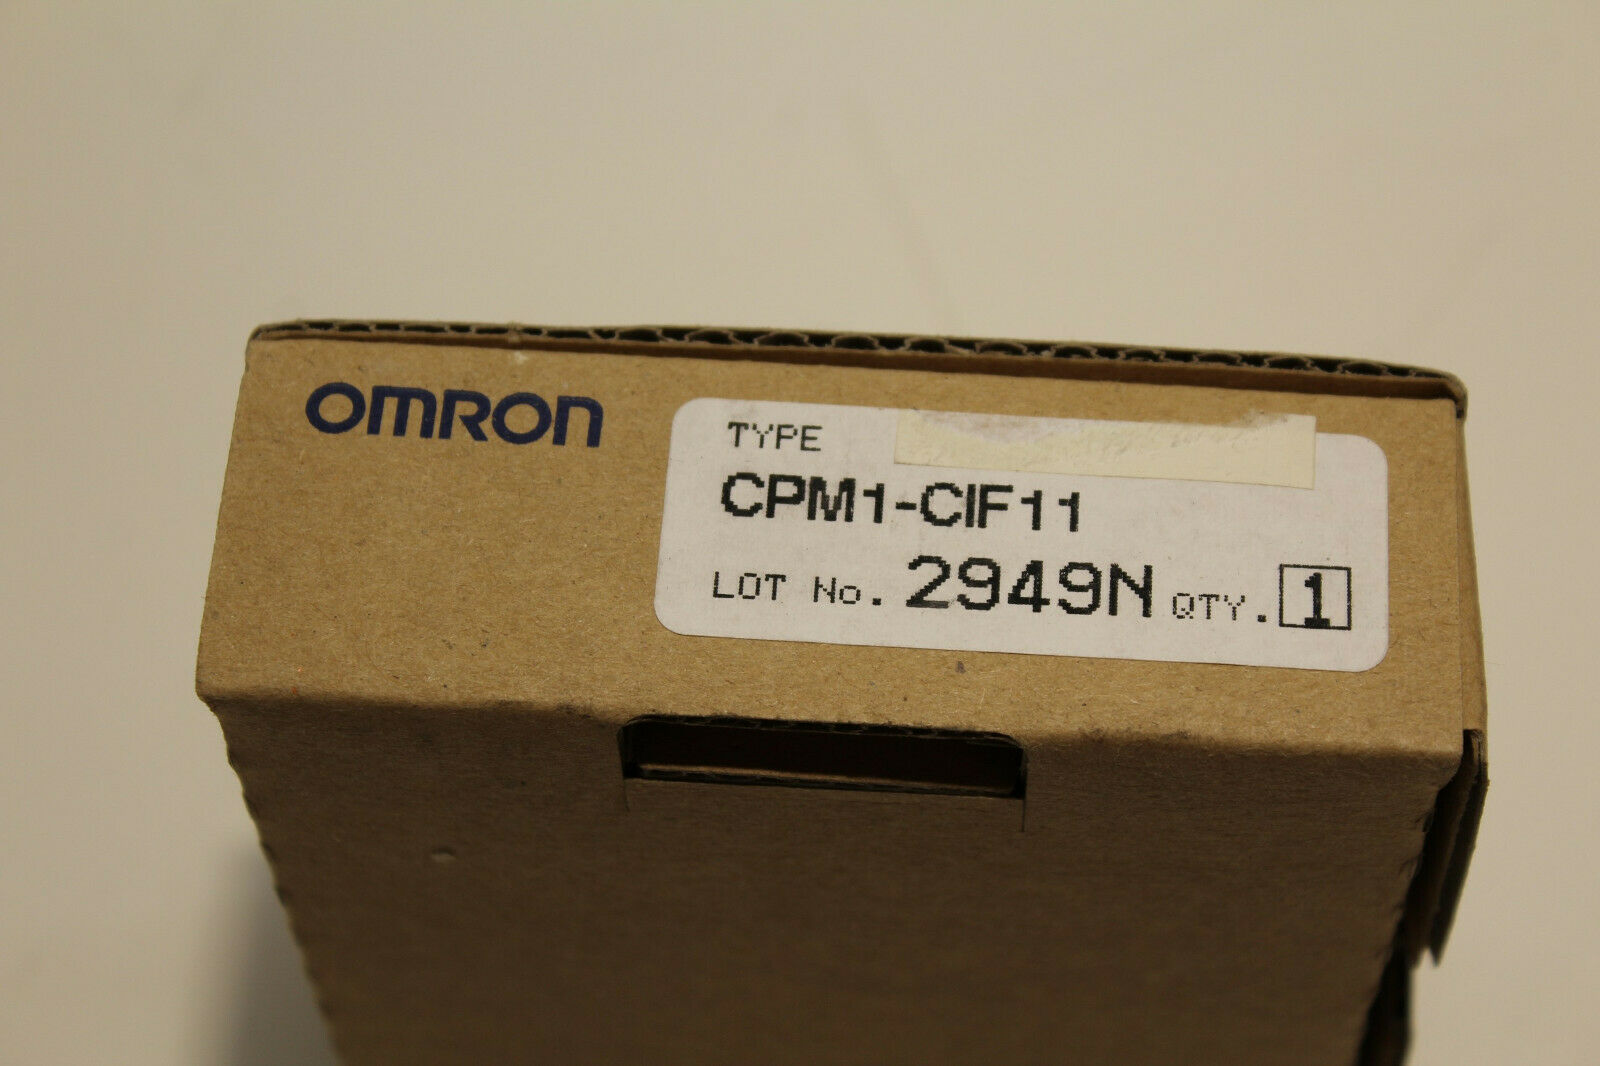 OMRON
TYPE
CPM1-CIF11
LOT No. 2949N QTY. 1